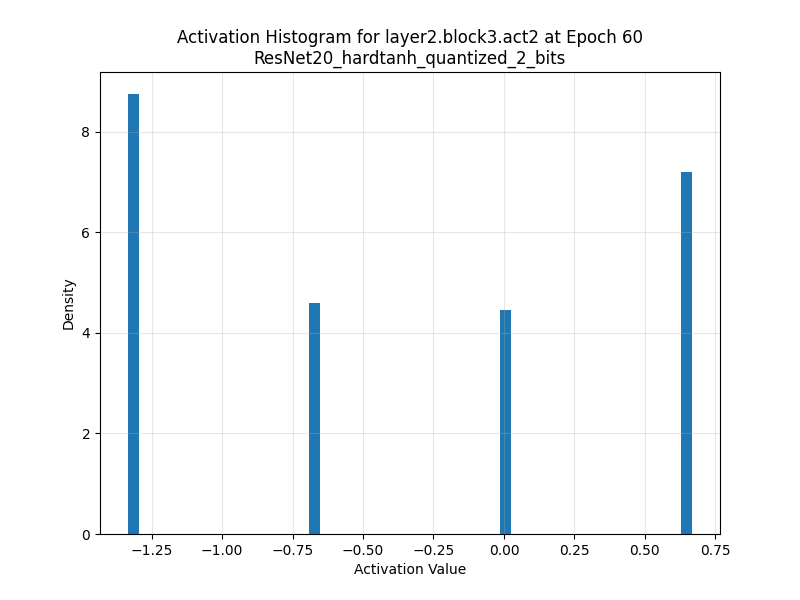 Activation Histogram for layer2.block3.act2 at Epoch 60
ResNet20_hardtanh_quantized_2_bits
Density
8
6
4
2
0
−1.25 −1.00 −0.75 −0.50 −0.25 0.00 0.25 0.50 0.75
Activation Value